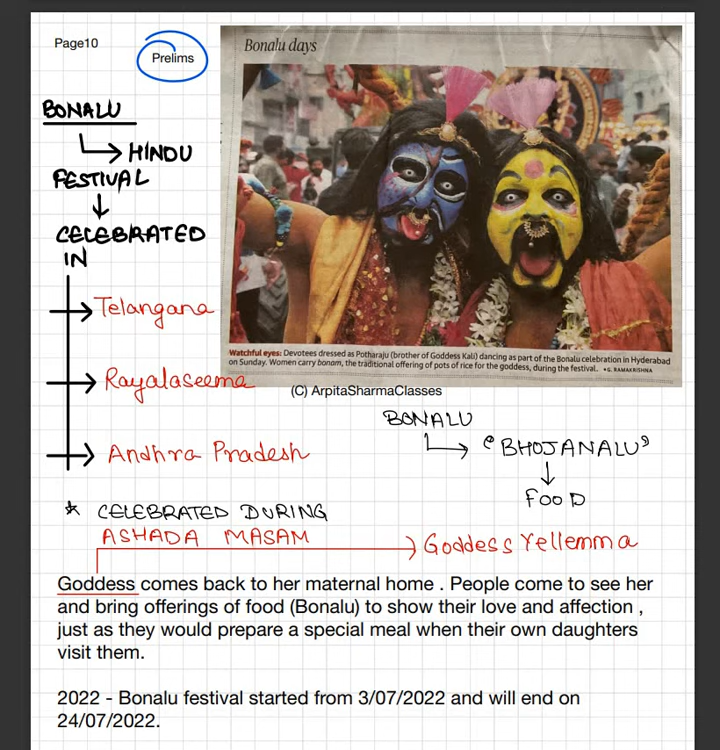 Page10
Prelims
Bonalu days
BONALU
HINDU
FESTIVAL
CELEBRATED
IN
Telangana
Rayalaseema
Andhra Pradesh
Watchful eyes: Devotees dressed as Potharaju (brother of Goddess Kali) dancing as part of the Bonalu celebration in Hyderabad
on Sunday. Women carry bonam, the traditional offering of pots of rice for the goddess, during the festival. •G. RAMAKRISHNA
(C) ArpitaSharmaClasses
BONALU
"BHOJANALU"
FOOD
* CELEBRATED DURING
ASHADA MASAM
Goddess Yellemma
Goddess comes back to her maternal home . People come to see her
and bring offerings of food (Bonalu) to show their love and affection ,
just as they would prepare a special meal when their own daughters
visit them.
2022 - Bonalu festival started from 3/07/2022 and will end on
24/07/2022.